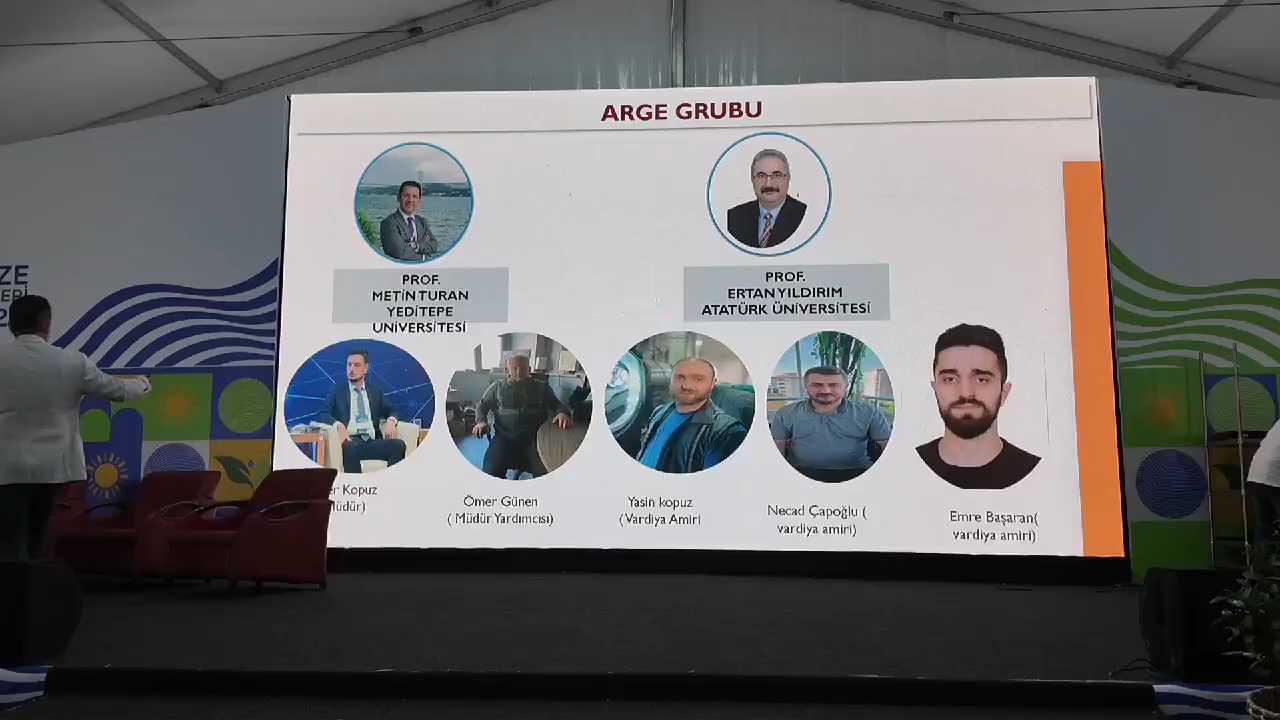 ARGE GRUBU
PROF.
METİN TURAN
YEDİTEPE
ÜNİVERSİTESİ
PROF.
ERTAN YILDIRIM
ATATÜRK ÜNİVERSİTESİ
Kopuz
Ömer Günen
( Müdür Yardımcısı)
Yasin kopuz
( Vardiya Amiri
Necad Çapoğlu (
vardiya amiri)
Emre Başaran(
vardiya amiri)
ZE